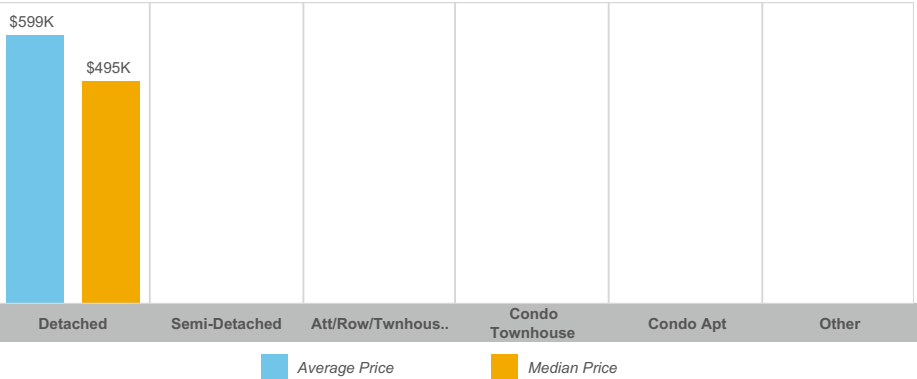 $599K
$495K
Detached
Semi-Detached
Att/Row/Twnhous..
Condo
Townhouse
Condo Apt
Other
Average Price
Median Price